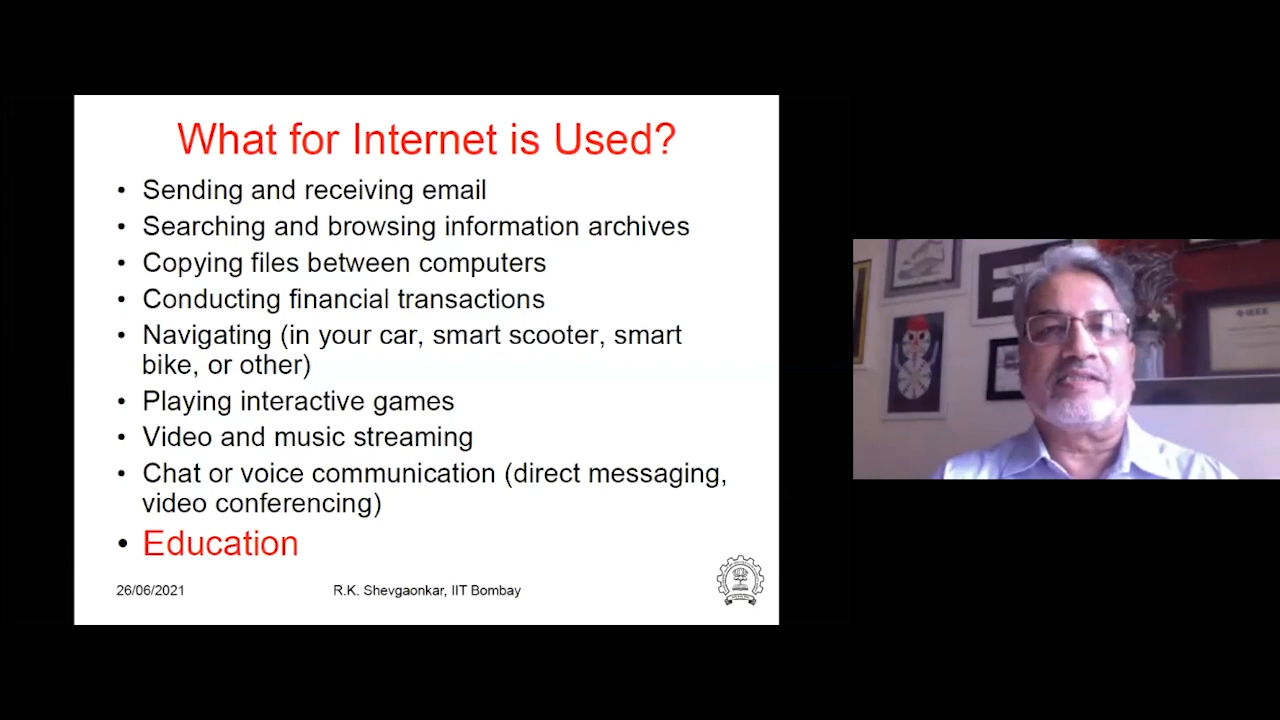 What for Internet is Used?
• Sending and receiving email
• Searching and browsing information archives
• Copying files between computers
• Conducting financial transactions
• Navigating (in your car, smart scooter, smart
bike, or other)
• Playing interactive games
• Video and music streaming
• Chat or voice communication (direct messaging,
video conferencing)
• Education
26/06/2021
R.K. Shevgaonkar, IIT Bombay
IEEE